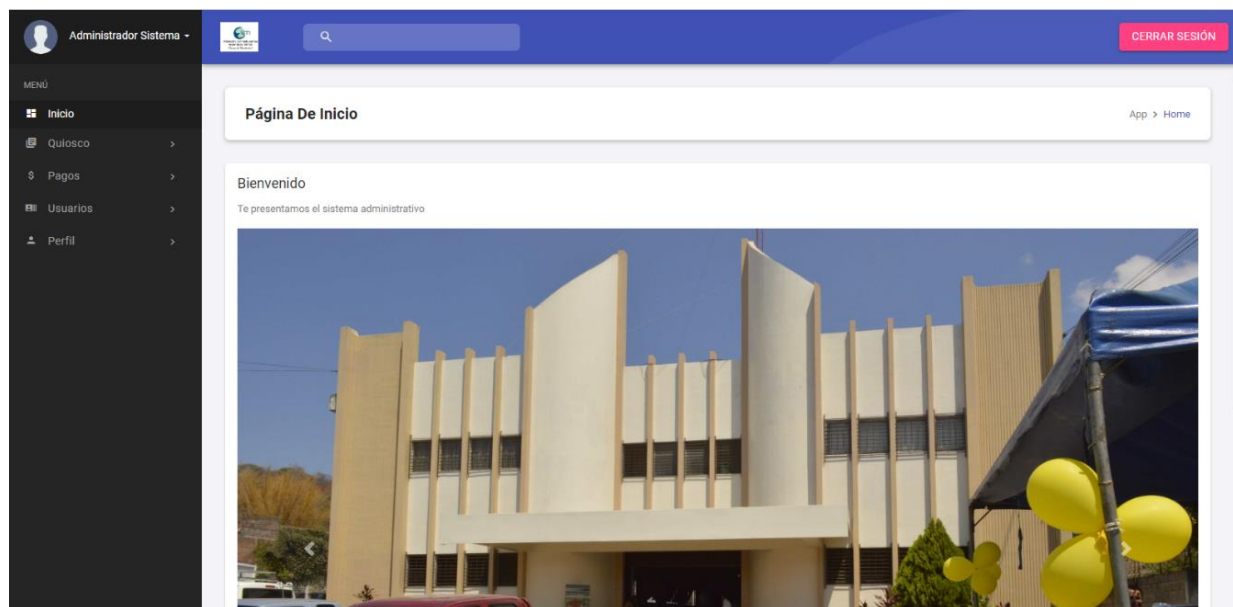 Administrador Sistema
CERRAR SESIÓN
MENÚ
Inicio
Quiosco
Pagos
Usuarios
Perfil
Página De Inicio
App > Home
Bienvenido
Te presentamos el sistema administrativo